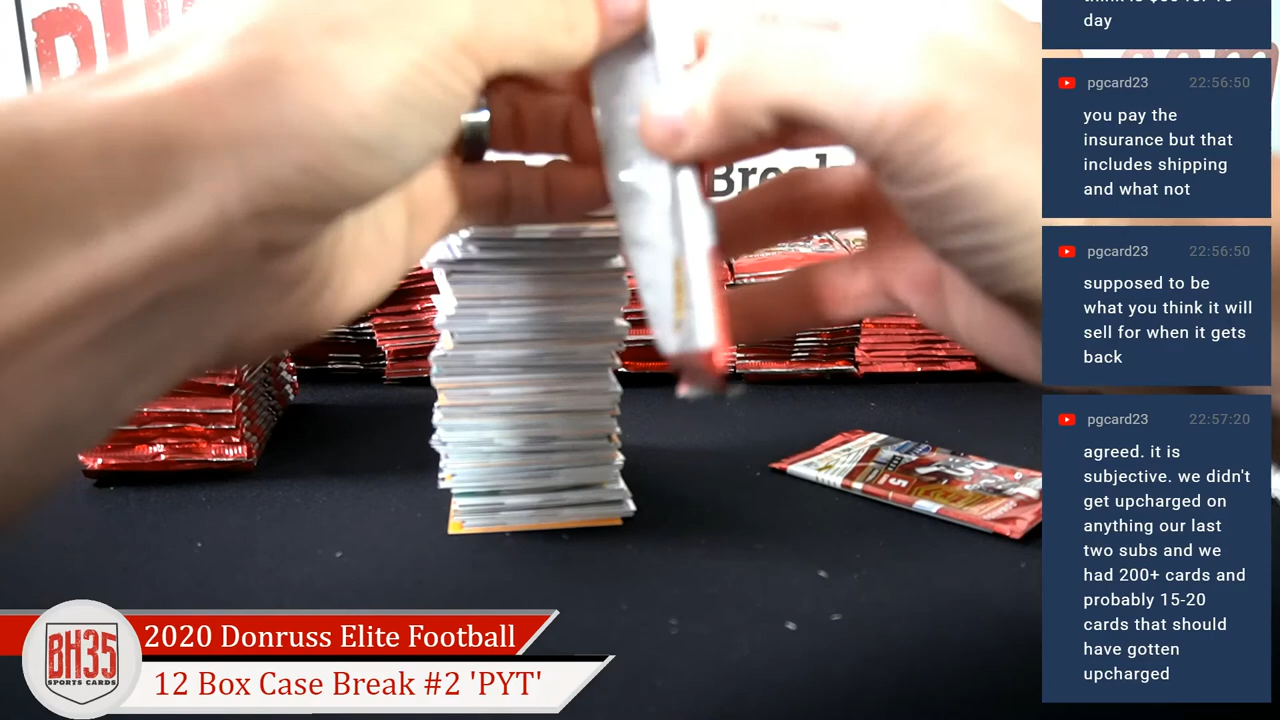 day
pgcard23 22:56:50
you pay the
insurance but that
includes shipping
and what not
pgcard23 22:56:50
supposed to be
what you think it will
sell for when it gets
back
pgcard23 22:57:20
agreed. it is
subjective. we didn't
get upcharged on
anything our last
two subs and we
had 200+ cards and
probably 15-20
cards that should
have gotten
upcharged
5
BH35
SPORTS CARDS
2020 Donruss Elite Football
12 Box Case Break #2 'PYT'